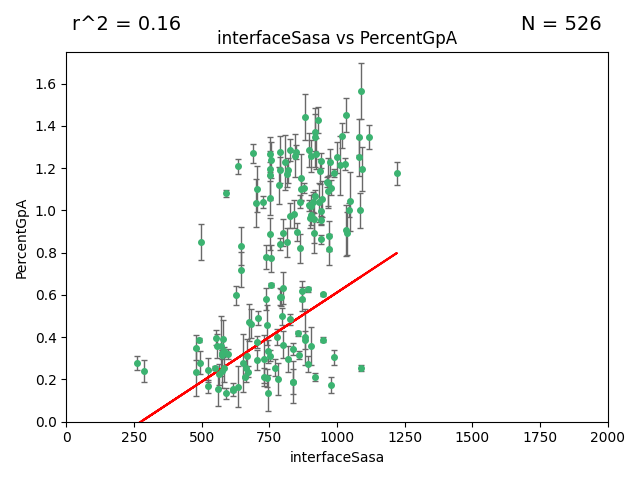 r^2 = 0.16
N = 526
interfaceSasa vs PercentGpA
PercentGpA
1.6
1.4
1.2
1.0
0.8
0.6
0.4
0.2
0.0
0 250 500 750 1000 1250 1500 1750 2000
interfaceSasa